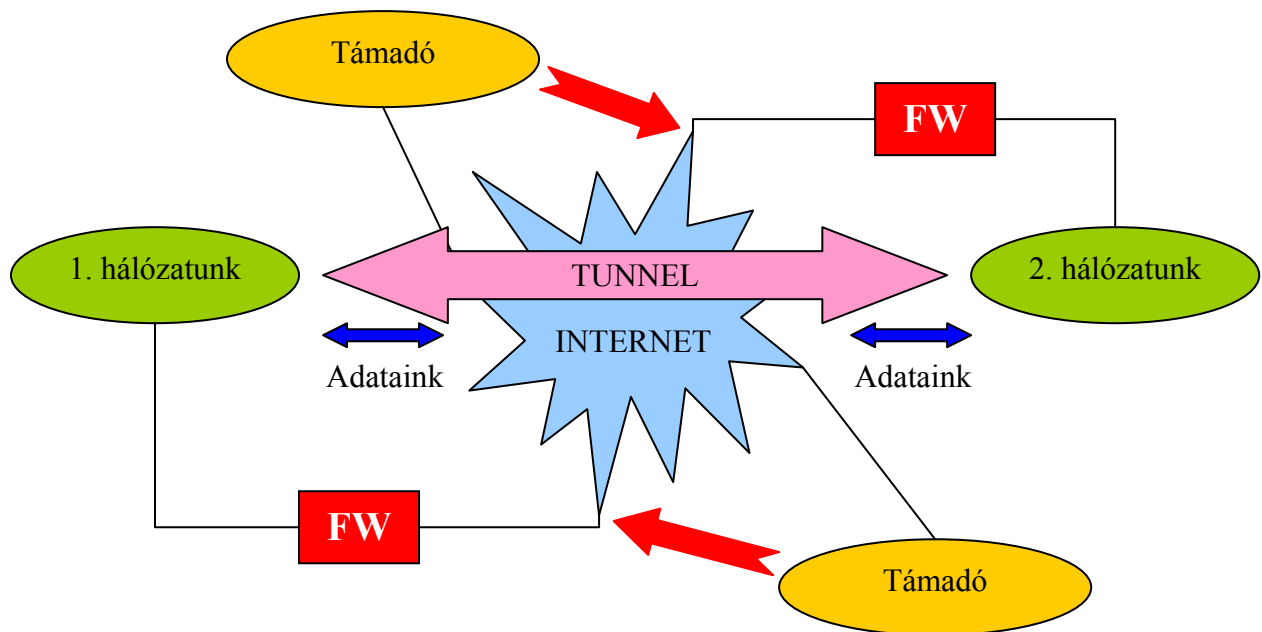 Támadó
FW
1. hálózatunk
TUNNEL
2. hálózatunk
INTERNET
Adataink
Adataink
FW
Támadó